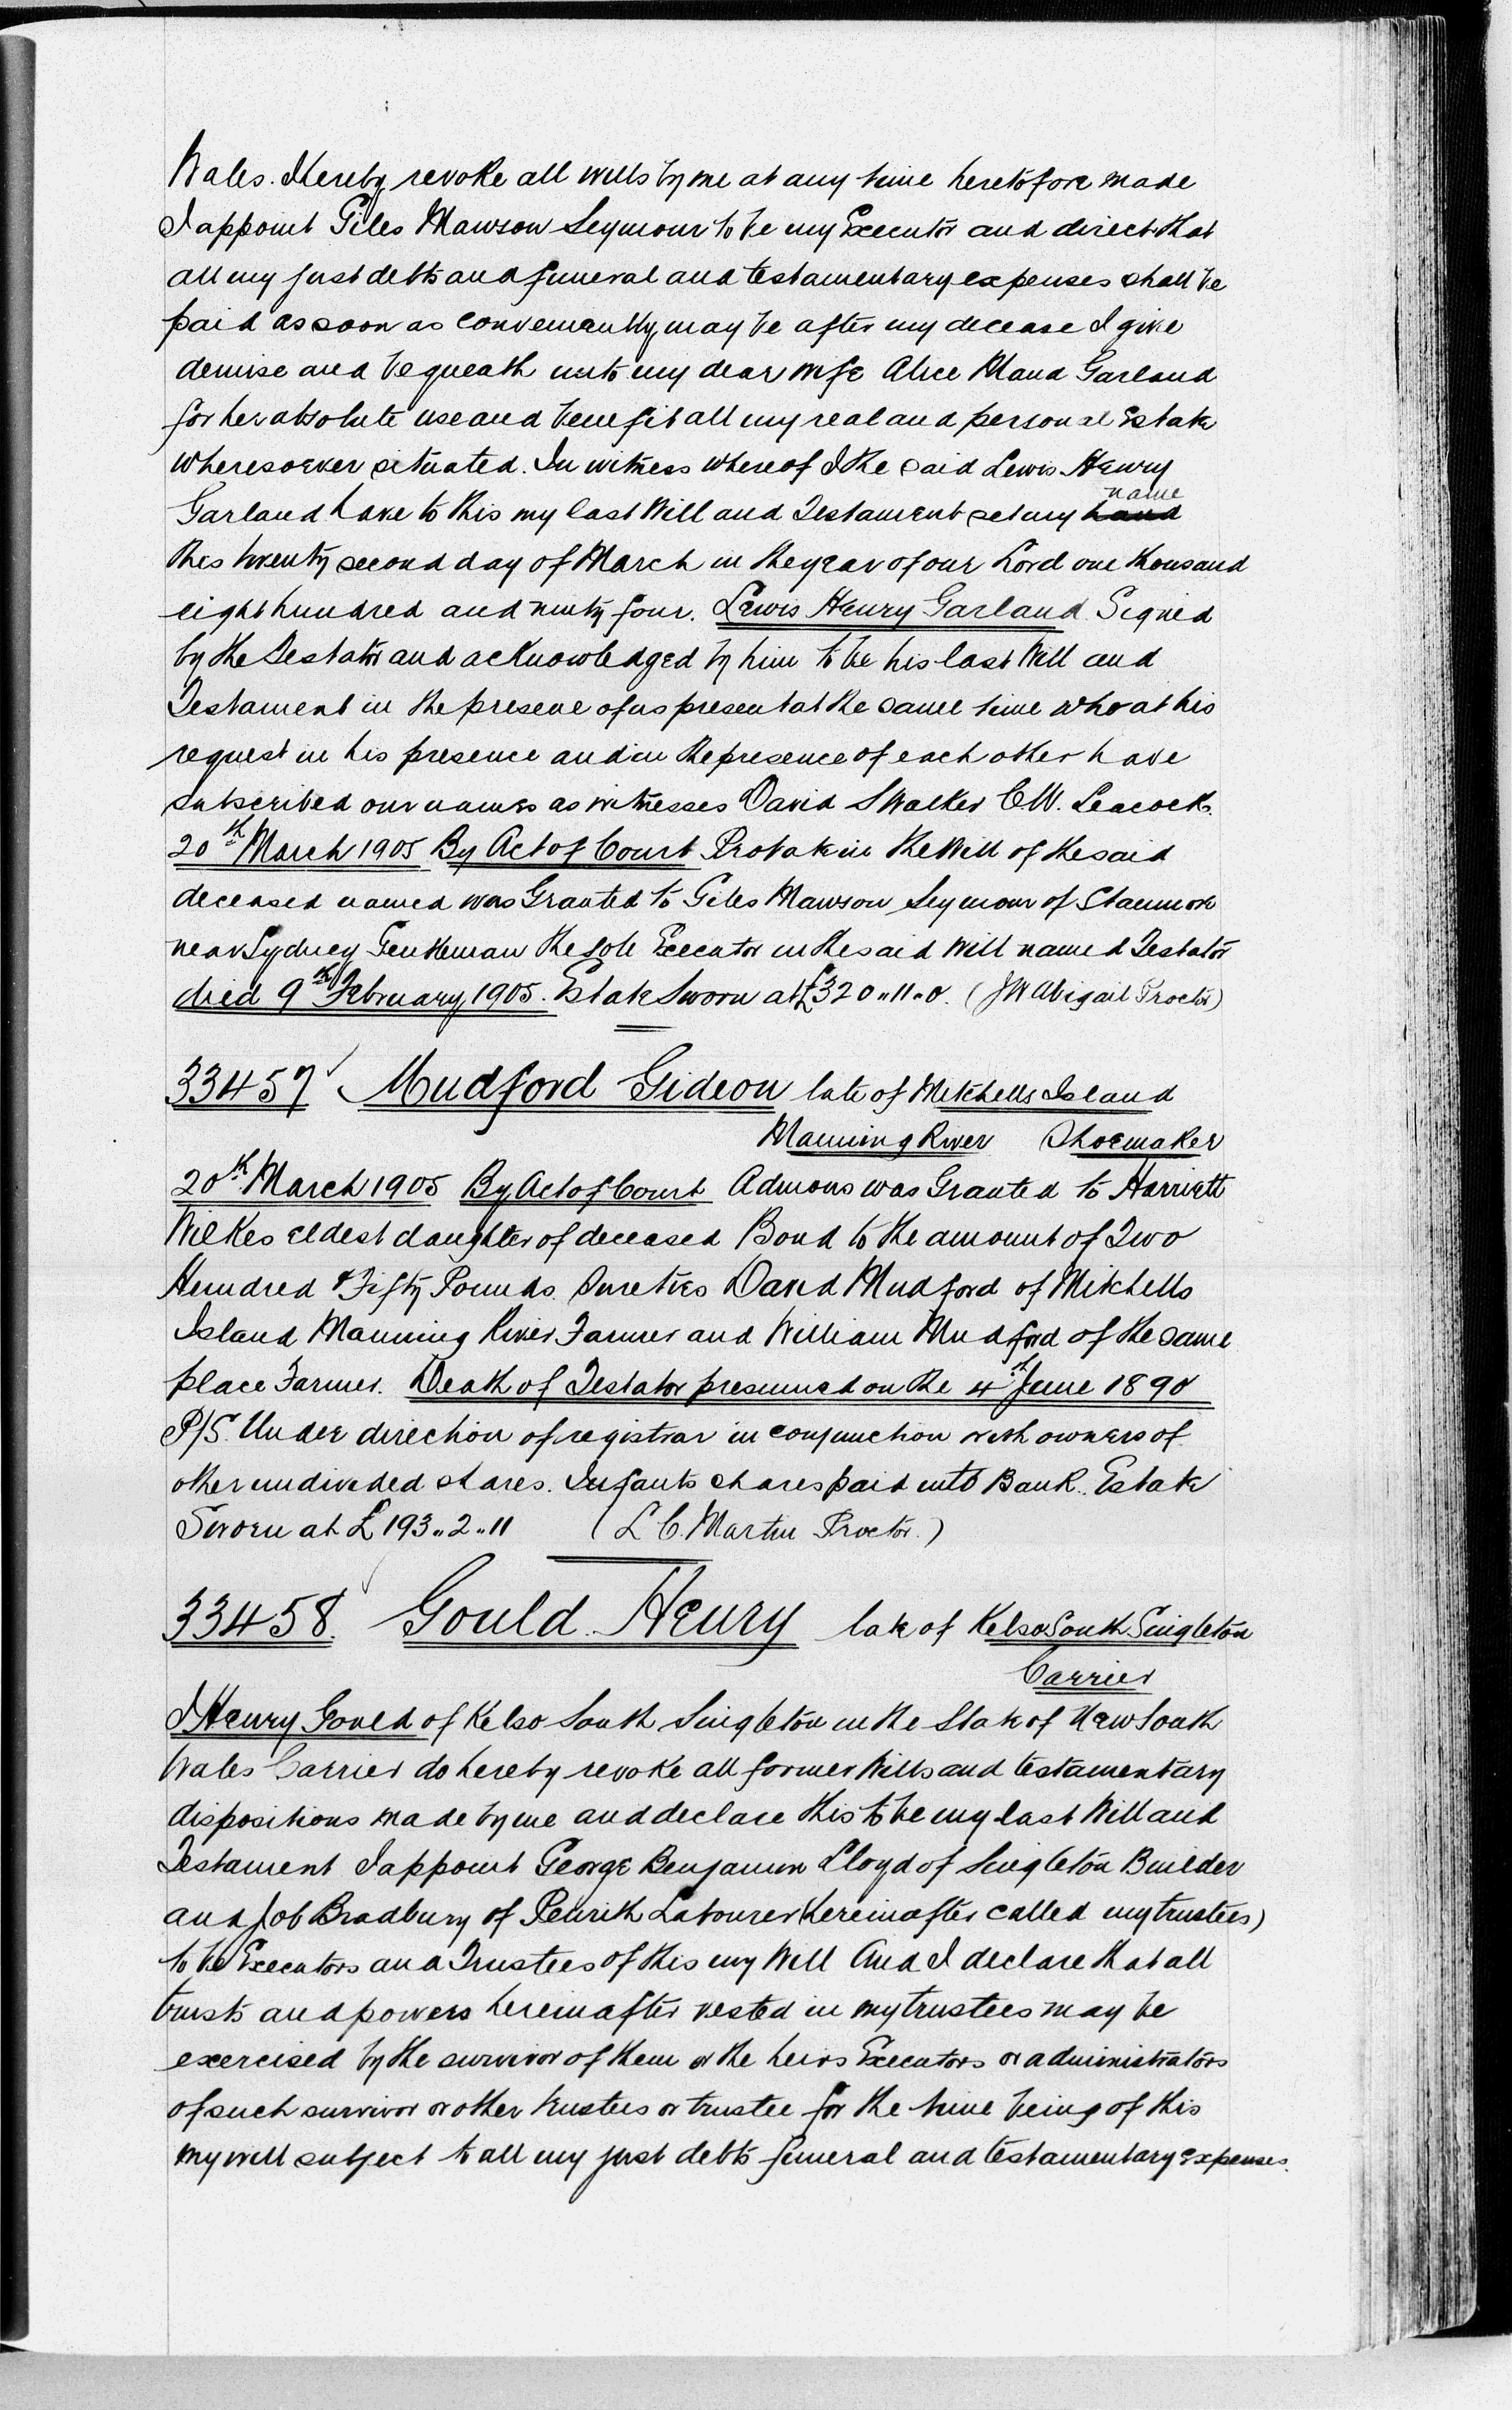 Wales. I hereby revoke all wills by me at any time heretofore made
I appoint Giles Mawson Seymour to be my Executor and direct that
all my just debts and funeral and testamentary expenses shall be
paid as soon as conveniently may be after my decease I give
demise and bequeath unto my dear wife Alice Maud Garland
for her absolute use and benefit all my real and personal Estate
wheresoever situated. In witness whereof I the said Lewis Henry
Garland have to this my last Will and Testament set my hand name
this twenty second day of March in the year of our Lord one thousand
eight hundred and ninty four. Lewis Henry Garland Signed
by the Testator and acknowledged by him to be his last Will and
Testament in the presene of us present at the same time who at his
request in his presence and in the presence of each other have
subscribed our names as witnesses David S Walker C.W. Leacock.
20th March 1905 By Act of Court Probate in the Will of the said
deceased named was Granted to Giles Mawson Seymour of Stanmore
near Sydney Gentleman the sole Executor in the said Will named Testator
died 9th February 1905. Estate Sworn at £320..11..0. (JW Abigail Proctor)
33457 Mudford Gideon late of Mitchells Island
Manning River Shoemaker
20th March 1905 By Act of Court Admons was Granted to Harriett
Wilkes eldest daughter of deceased Bond to the amount of Two
Hundred & Fifty Pounds. Sureties David Mudford of Mitchells
Island Manning River Farmer and William Mudford of the same
place Farmer. Death of Testator presumed on the 4th June 1890
P/S. Under direction of registrar in conjunction with owners of
other undivided shares. Infants shares paid into Bank. Estate
Sworn at £193..2..11 (L C. Martin Proctor.)
33458. Gould Henry late of Kelso South Singleton
Carrier
I Henry Gould of Kelso South Singleton in the State of New South
Wales Carrier do hereby revoke all former Wills and testamentary
dispositions made by me and declare this to be my last Will and
Testament I appoint George Benjamin Lloyd of Singleton Builder
and Job Bradbury of Penrith Labourer (hereinafter called my trustees)
to be Executors and Trustees of this my Will And I declare that all
trusts and powers hereinafter vested in my trustees may be
exercised by the survivor of them or the heirs Executors or administrators
of such survivor or other trustees or trustee for the time being of this
my will subject to all my just debts funeral and testamentary expenses.